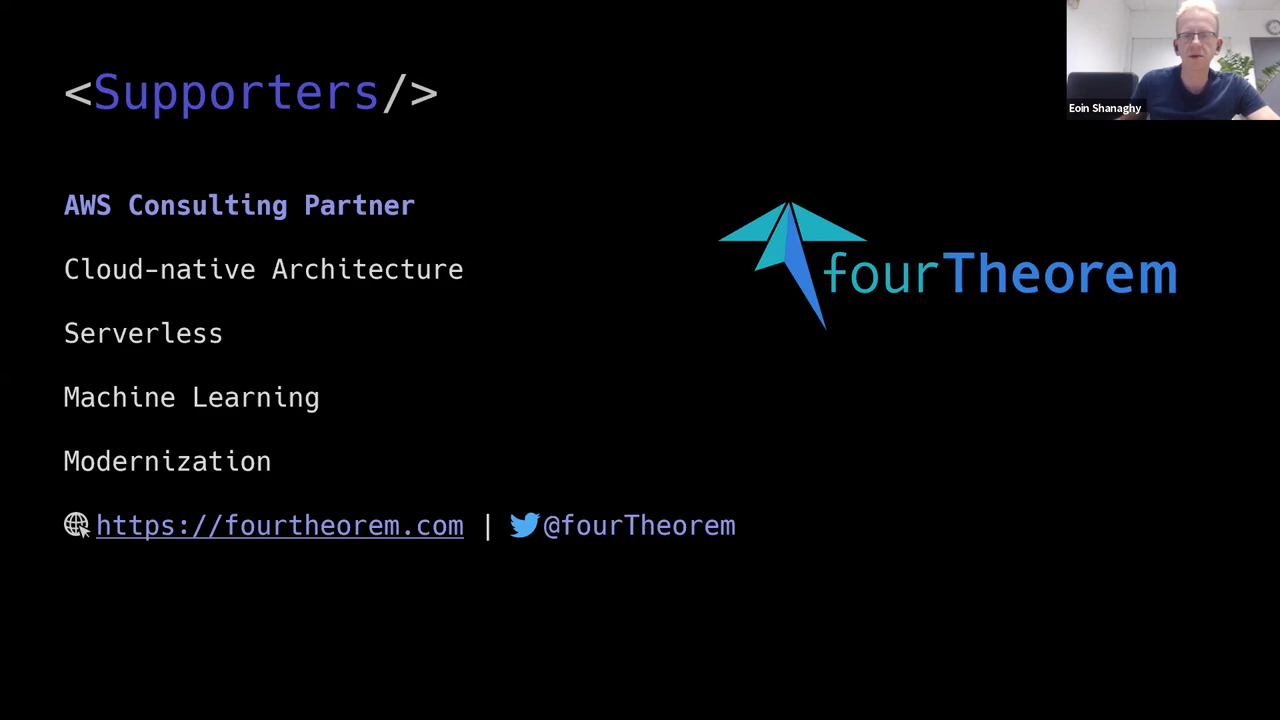 <Supporters/>
Eoin Shanaghy
AWS Consulting Partner
fourTheorem
Cloud-native Architecture
Serverless
Machine Learning
Modernization
https://fourtheorem.com | @fourTheorem